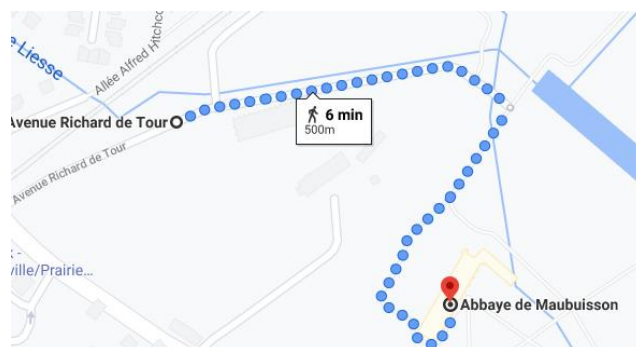 Liesse
Allée Alfred Hitchco
Avenue Richard de Tour
6 min
500m
Avenue Richard de Tour
ville/Prairie...
Abbaye de Maubuisson